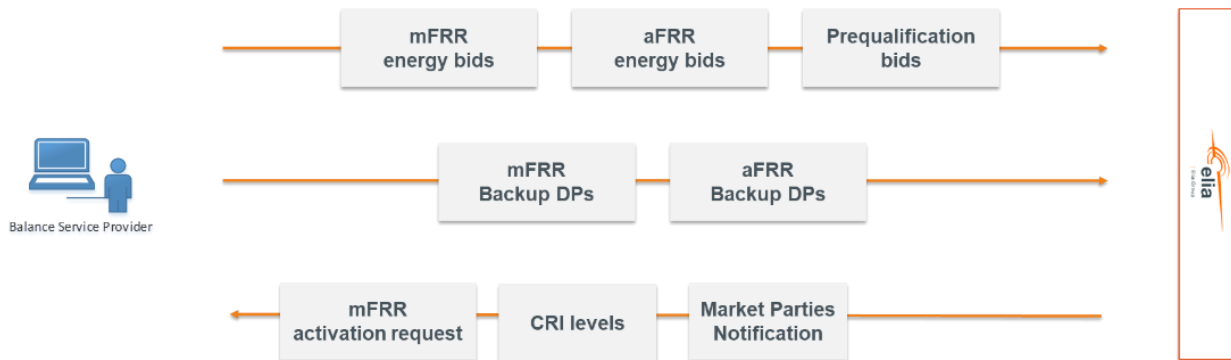 mFRR
energy bids
aFRR
energy bids
Prequalification
bids
Balance Service Provider
mFRR
Backup DPs
aFRR
Backup DPs
elia
mFRR
activation request
CRI levels
Market Parties
Notification